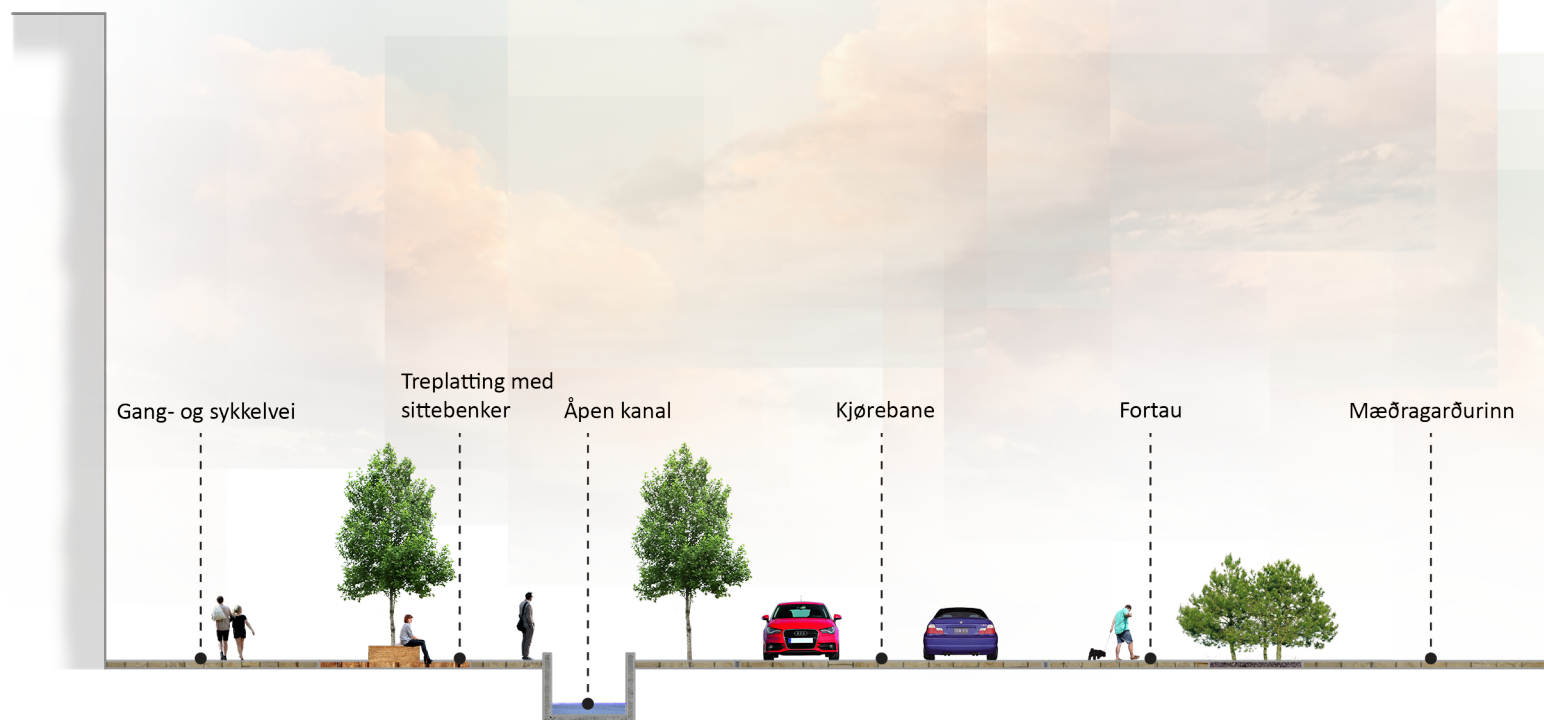 Gang- og sykkelvei
Treplatting med
sittebenker
Åpen kanal
Kjørebane
Fortau
Mæðragarðurinn